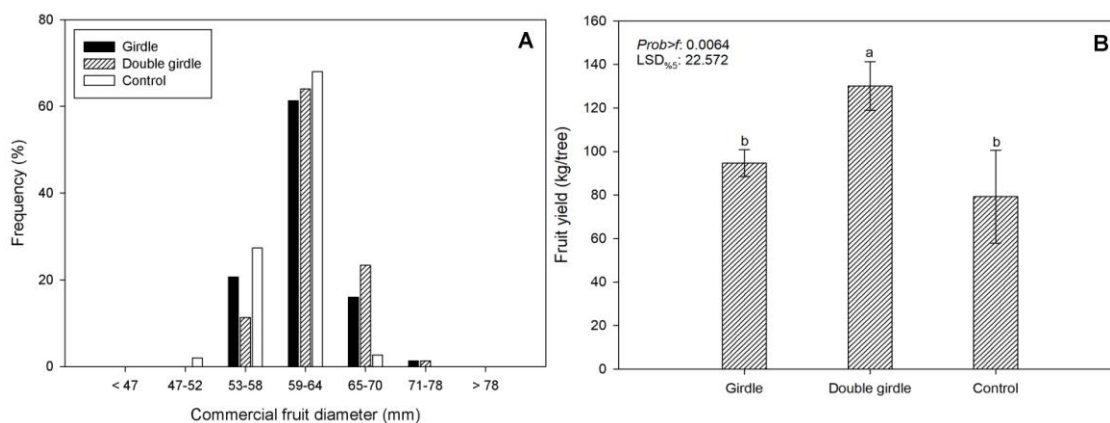 A
Girdle
Double girdle
Control
80
60
40
20
0
Frequency (%)
< 47 47-52 53-58 59-64 65-70 71-78 > 78
Commercial fruit diameter (mm)
B
Prob>f: 0.0064
LSD%5: 22.572
160
140
120
100
80
60
40
20
0
Fruit yield (kg/tree)
b
a
b
Girdle Double girdle Control